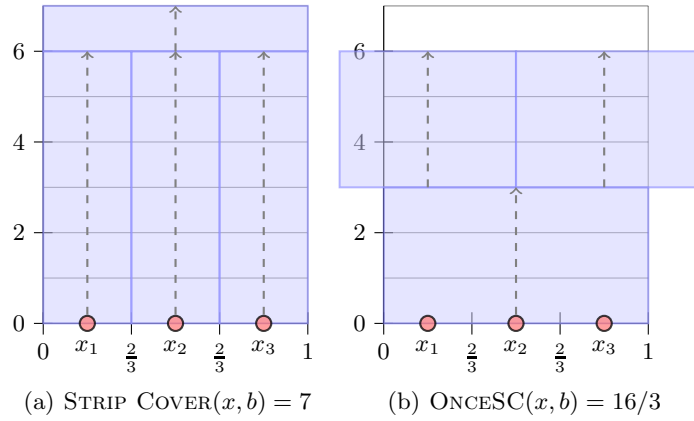 6
4
2
0
0 x₁ 2/3 x₂ 2/3 x₃ 1
(a) STRIP COVER(x, b) = 7
6
4
2
0
0 x₁ 2/3 x₂ 2/3 x₃ 1
(b) ONCESC(x, b) = 16/3